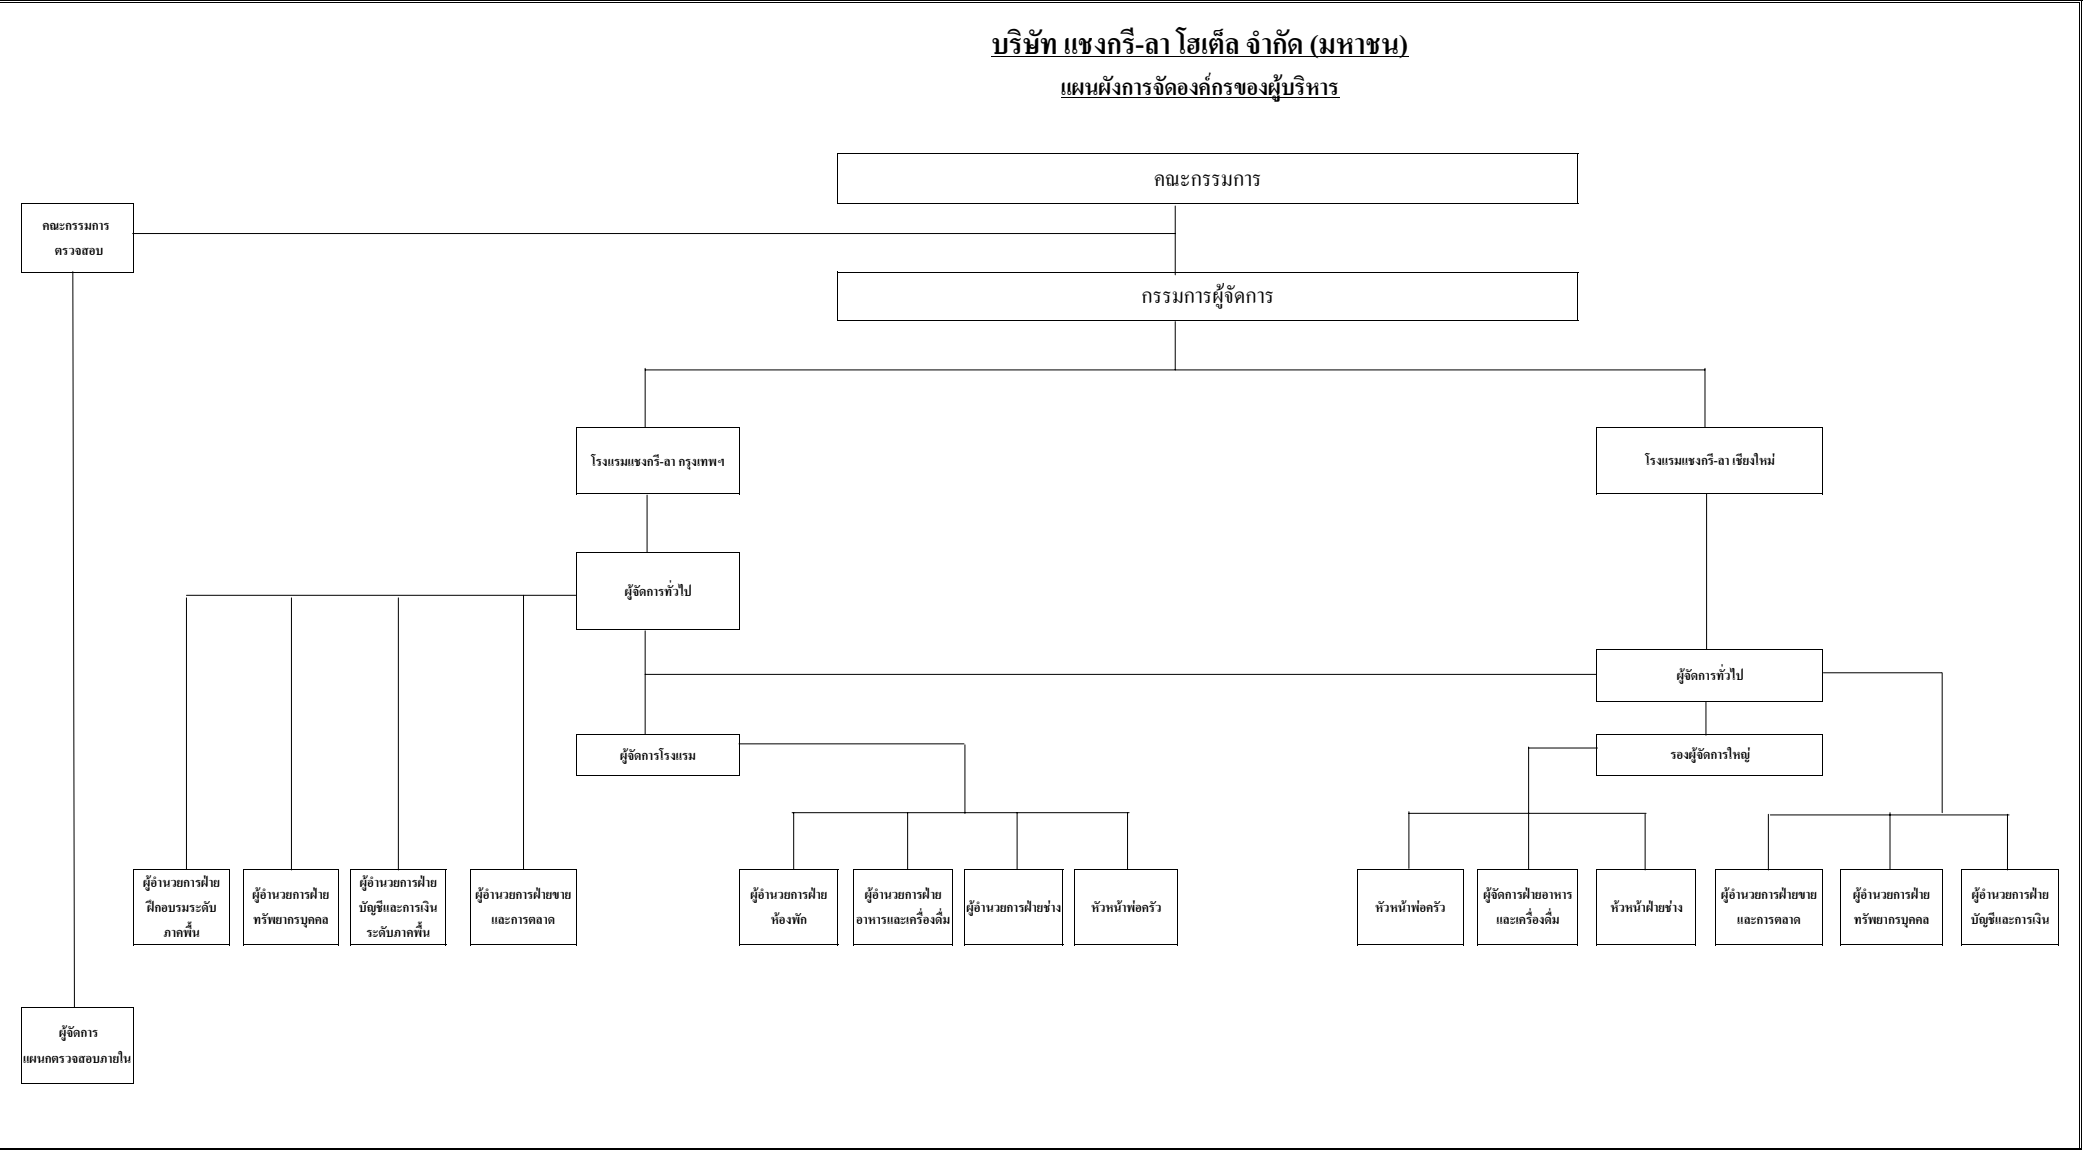 บริษัท แชงกรี-ลา โฮเต็ล จำกัด (มหาชน)
แผนผังการจัดองค์กรของผู้บริหาร
คณะกรรมการ
คณะกรรมการ
ตรวจสอบ
กรรมการผู้จัดการ
โรงแรมแชงกรี-ลา กรุงเทพฯ
โรงแรมแชงกรี-ลา เชียงใหม่
ผู้จัดการทั่วไป
ผู้จัดการทั่วไป
ผู้จัดการโรงแรม
รองผู้จัดการใหญ่
ผู้อำนวยการฝ่าย
ฝึกอบรมระดับ
ภาคพื้น
ผู้อำนวยการฝ่าย
ทรัพยากรบุคคล
ผู้อำนวยการฝ่าย
บัญชีและการเงิน
ระดับภาคพื้น
ผู้อำนวยการฝ่ายขาย
และการตลาด
ผู้อำนวยการฝ่าย
ห้องพัก
ผู้อำนวยการฝ่าย
อาหารและเครื่องดื่ม
ผู้อำนวยการฝ่ายช่าง
หัวหน้าพ่อครัว
หัวหน้าพ่อครัว
ผู้จัดการฝ่ายอาหาร
และเครื่องดื่ม
หัวหน้าฝ่ายช่าง
ผู้อำนวยการฝ่ายขาย
และการตลาด
ผู้อำนวยการฝ่าย
ทรัพยากรบุคคล
ผู้อำนวยการฝ่าย
บัญชีและการเงิน
ผู้จัดการ
แผนกตรวจสอบภายใน